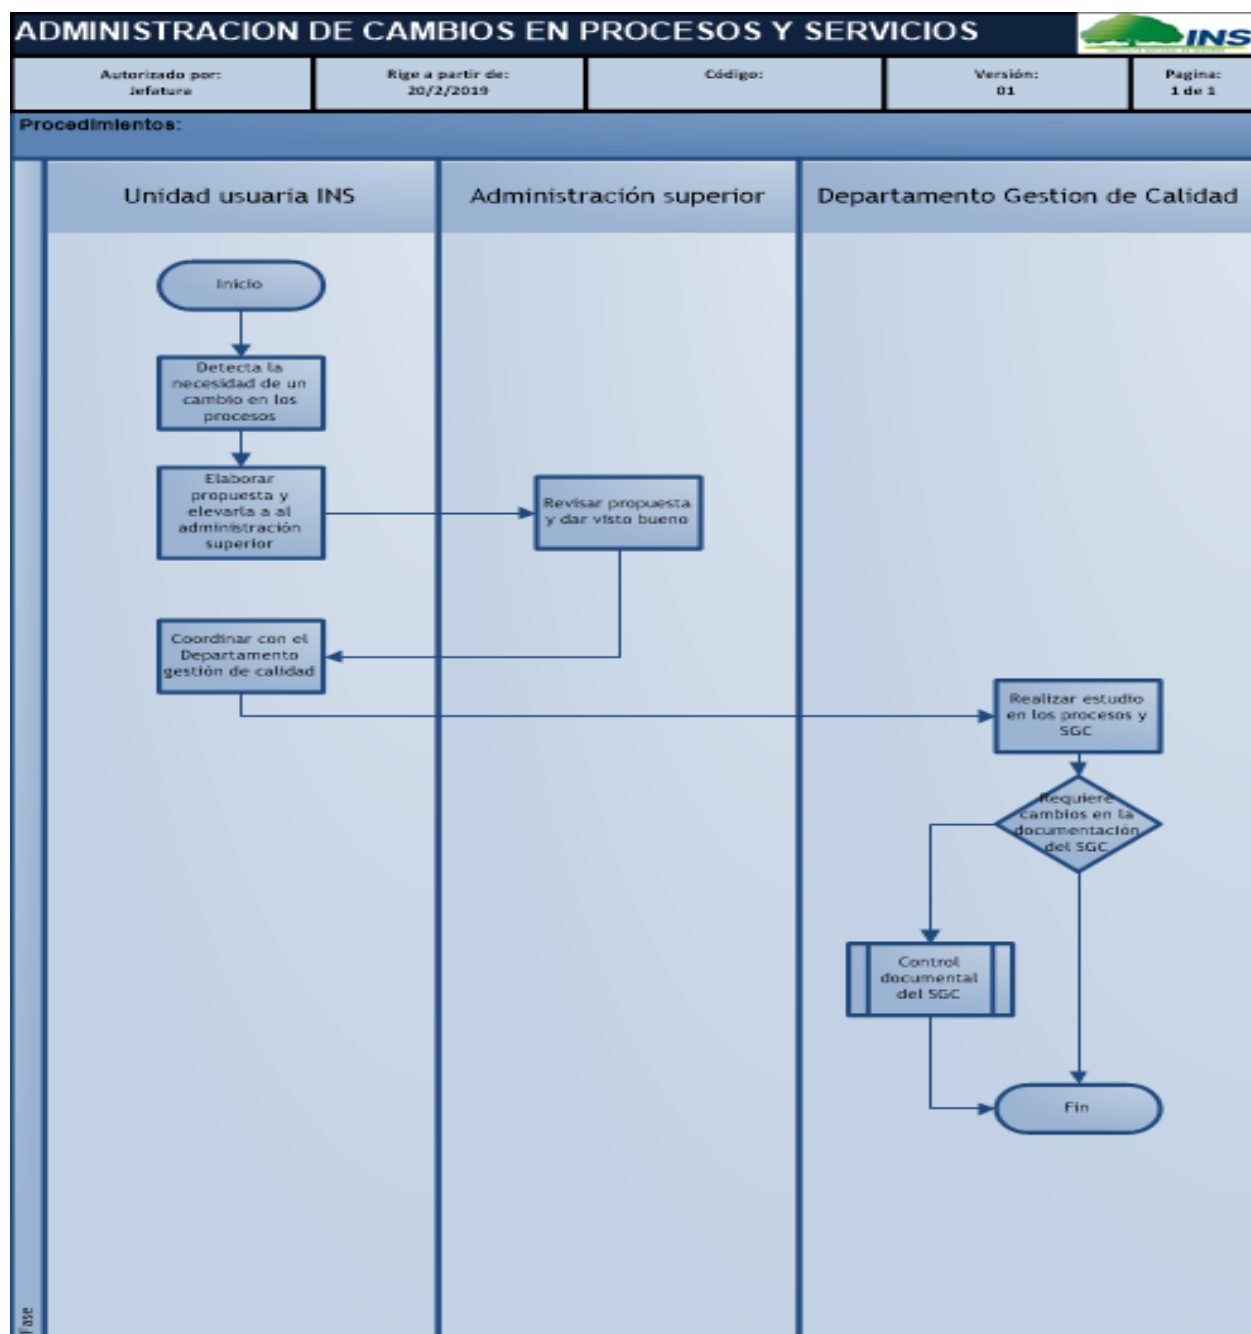 ADMINISTRACION DE CAMBIOS EN PROCESOS Y SERVICIOS
INS
Autorizado por:
Jefatura
Rige a partir de:
20/2/2019
Código:
Versión:
01
Pagina:
1 de 1
Procedimientos:
Unidad usuaria INS
Administración superior
Departamento Gestion de Calidad
Inicio
Detecta la
necesidad de un
cambio en los
procesos
Elaborar
propuesta y
elevarla a al
administración
superior
Revisar propuesta
y dar visto bueno
Coordinar con el
Departamento
gestión de calidad
Realizar estudio
en los procesos y
SGC
Requiere
cambios en la
documentación
del SGC
Control
documental
del SGC
Fin
Fase